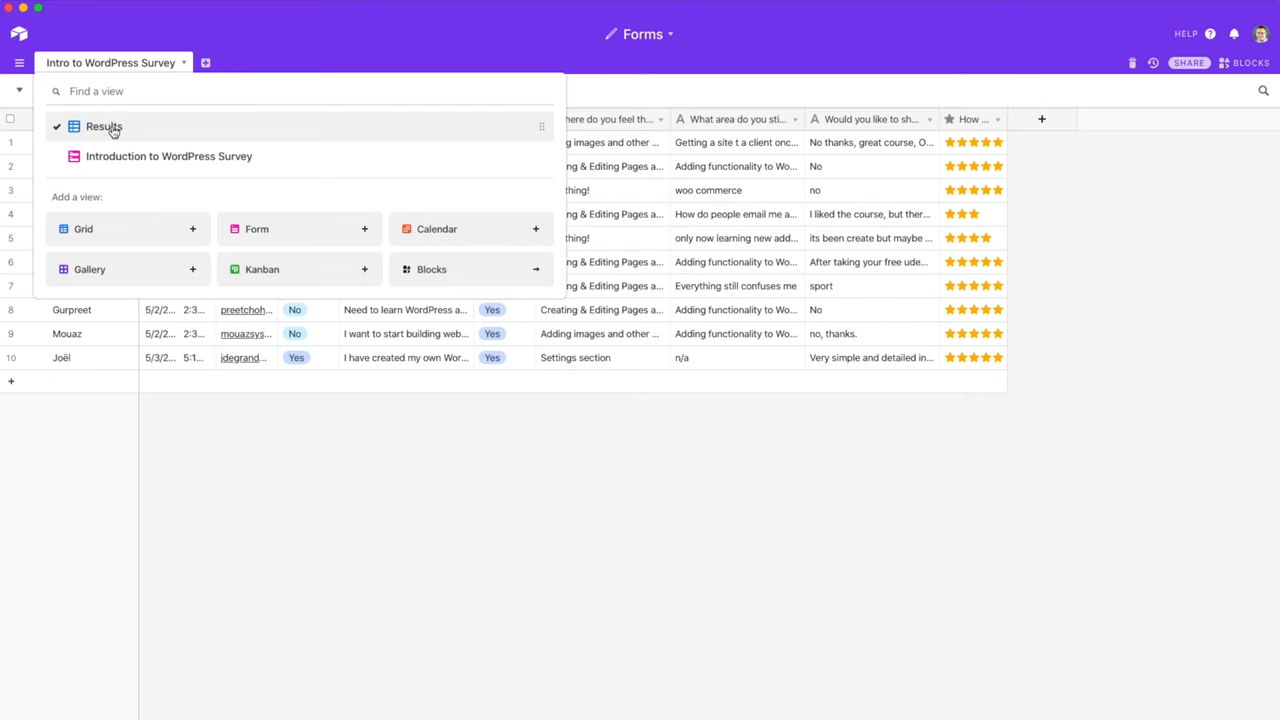 Forms
HELP
Intro to WordPress Survey
SHARE
BLOCKS
Find a view
Results
Introduction to WordPress Survey
Add a view:
Grid
Form
Calendar
Gallery
Kanban
Blocks
here do you feel th... What area do you sti... Would you like to sh... How ...
1 ng images and other ... Getting a site t a client onc... No thanks, great course, O...
2 ng & Editing Pages a... Adding functionality to Wo... No
3 thing! woo commerce no
4 ng & Editing Pages a... How do people email me a... I liked the course, but ther...
5 thing! only now learning new add... its been create but maybe ...
6 ng & Editing Pages a... Adding functionality to Wo... After taking your free ude...
7 ng & Editing Pages a... Everything still confuses me sport
8 Gurpreet 5/2/2... 2:3... preetchoh... No Need to learn WordPress a... Yes Creating & Editing Pages a... Adding functionality to Wo... No
9 Mouaz 5/2/2... 2:3... mouazsys... No I want to start building web... Yes Adding images and other ... Adding functionality to Wo... no, thanks.
10 Joël 5/3/2... 5:1... jdegrand... Yes I have created my own Wor... Yes Settings section n/a Very simple and detailed in...